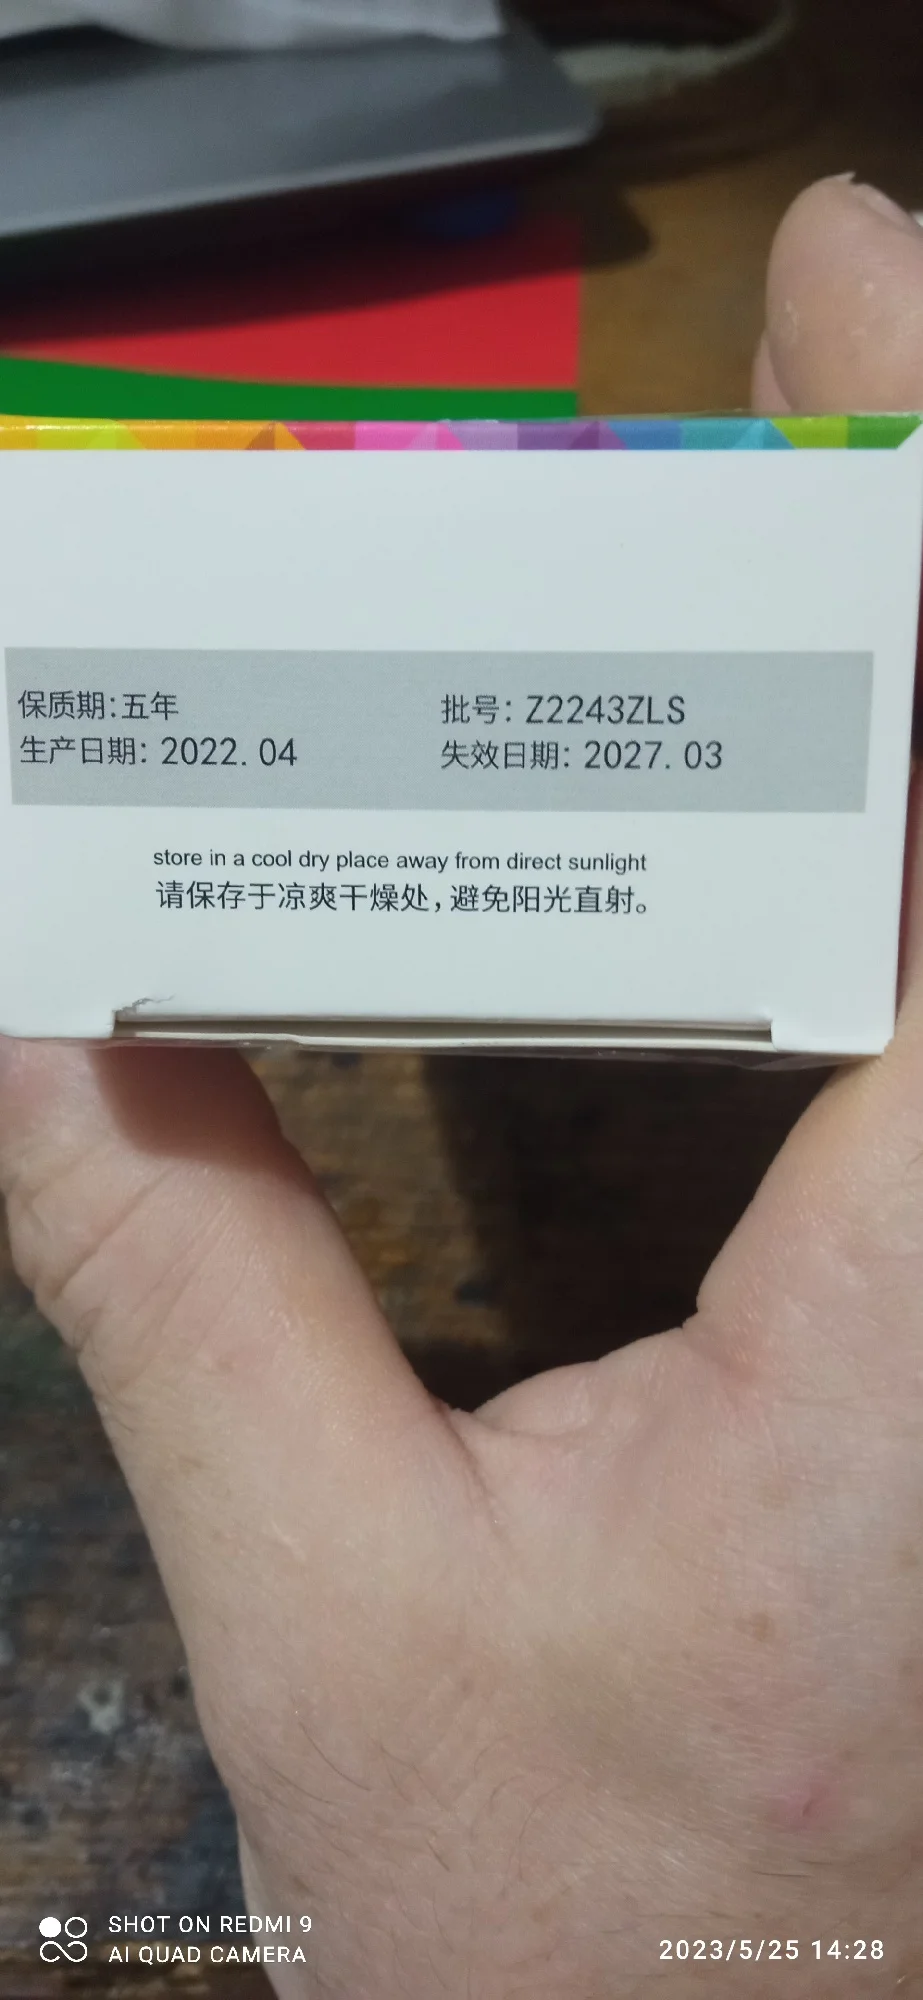 保质期:五年
批号: Z2243ZLS
生产日期: 2022. 04
失效日期: 2027. 03
store in a cool dry place away from direct sunlight
请保存于凉爽干燥处,避免阳光直射。
SHOT ON REDMI 9
AI QUAD CAMERA
2023/5/25 14:28